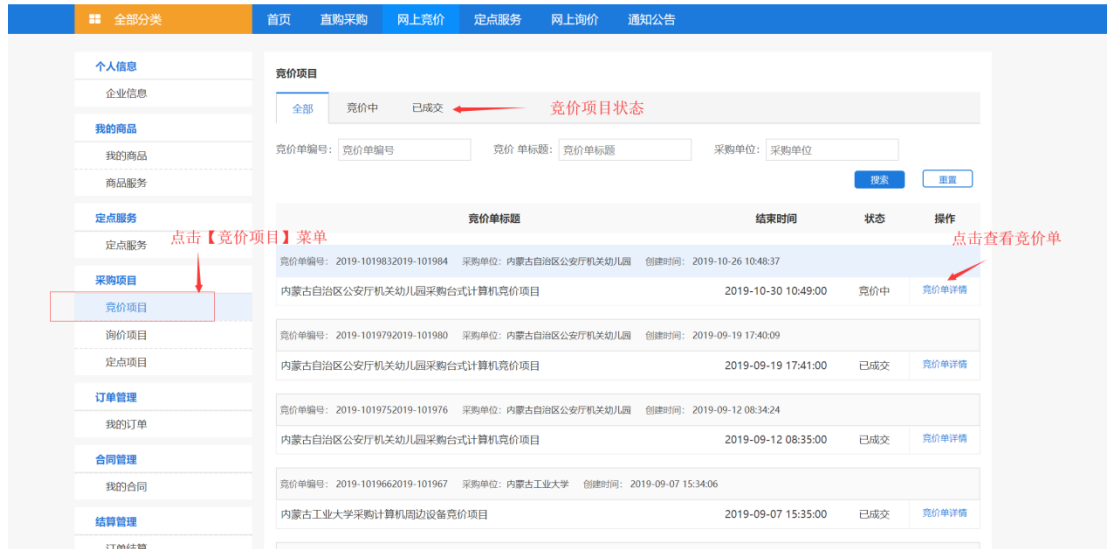 全部分类
首页 直购采购 网上竞价 定点服务 网上询价 通知公告
个人信息
企业信息
我的商品
我的商品
商品服务
定点服务
定点服务
采购项目
竞价项目
询价项目
定点项目
订单管理
我的订单
合同管理
我的合同
结算管理
订单结算
点击【竞价项目】菜单
竞价项目
全部 竞价中 已成交
竞价项目状态
竞价单编号： 竞价单编号 竞价 单标题： 竞价单标题 采购单位： 采购单位
搜索 重置
竞价单标题 结束时间 状态 操作
点击查看竞价单
竞价单编号： 2019-1019832019-101984 采购单位：内蒙古自治区公安厅机关幼儿园 创建时间： 2019-10-26 10:48:37
内蒙古自治区公安厅机关幼儿园采购台式计算机竞价项目 2019-10-30 10:49:00 竞价中 竞价单详情
竞价单编号： 2019-1019792019-101980 采购单位：内蒙古自治区公安厅机关幼儿园 创建时间： 2019-09-19 17:40:09
内蒙古自治区公安厅机关幼儿园采购台式计算机竞价项目 2019-09-19 17:41:00 已成交 竞价单详情
竞价单编号： 2019-1019752019-101976 采购单位：内蒙古自治区公安厅机关幼儿园 创建时间： 2019-09-12 08:34:24
内蒙古自治区公安厅机关幼儿园采购台式计算机竞价项目 2019-09-12 08:35:00 已成交 竞价单详情
竞价单编号： 2019-1019662019-101967 采购单位：内蒙古工业大学 创建时间： 2019-09-07 15:34:06
内蒙古工业大学采购计算机周边设备竞价项目 2019-09-07 15:35:00 已成交 竞价单详情